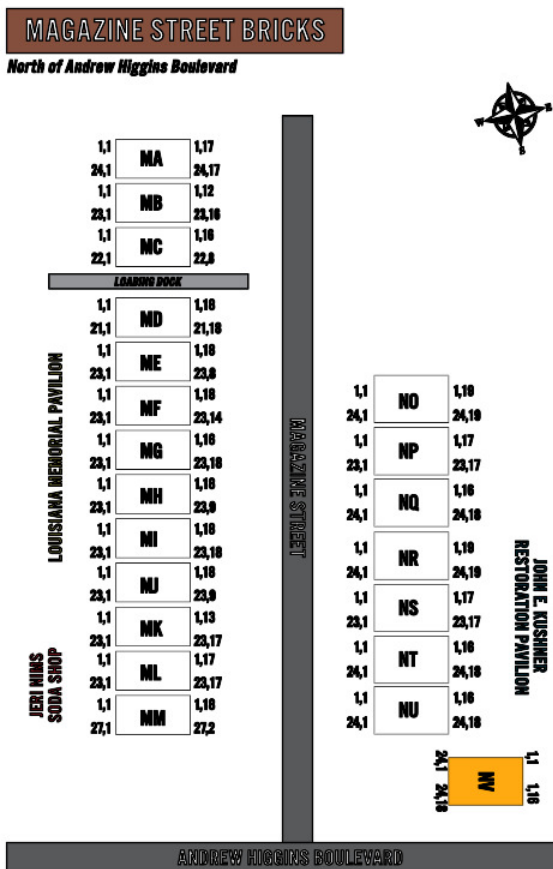 MAGAZINE STREET BRICKS
North of Andrew Higgins Boulevard
N
W
E
S
1,1 MA 1,17
24,1 24,17
1,1 MB 1,12
23,1 23,16
1,1 MC 1,16
22,1 22,8
LOADING DOCK
1,1 MD 1,18
21,1 21,18
1,1 ME 1,18
23,1 23,8
1,1 MF 1,18
23,1 23,14
1,1 MG 1,16
23,1 23,18
1,1 MH 1,18
23,1 23,9
1,1 MI 1,18
23,1 23,18
1,1 MJ 1,18
23,1 23,9
1,1 MK 1,13
23,1 23,17
1,1 ML 1,17
23,1 23,17
1,1 MM 1,18
27,1 27,2
LOUISIANA MEMORIAL PAVILION
JERI NIMS
SODA SHOP
MAGAZINE STREET
1,1 NO 1,19
24,1 24,19
1,1 NP 1,17
23,1 23,17
1,1 NQ 1,16
24,1 24,18
1,1 NR 1,19
24,1 24,19
1,1 NS 1,17
23,1 23,17
1,1 NT 1,16
24,1 24,18
1,1 NU 1,16
24,1 24,18
JOHN E. KUSHNER
RESTORATION PAVILION
1,1 NV 1,16
24,1 24,18
ANDREW HIGGINS BOULEVARD